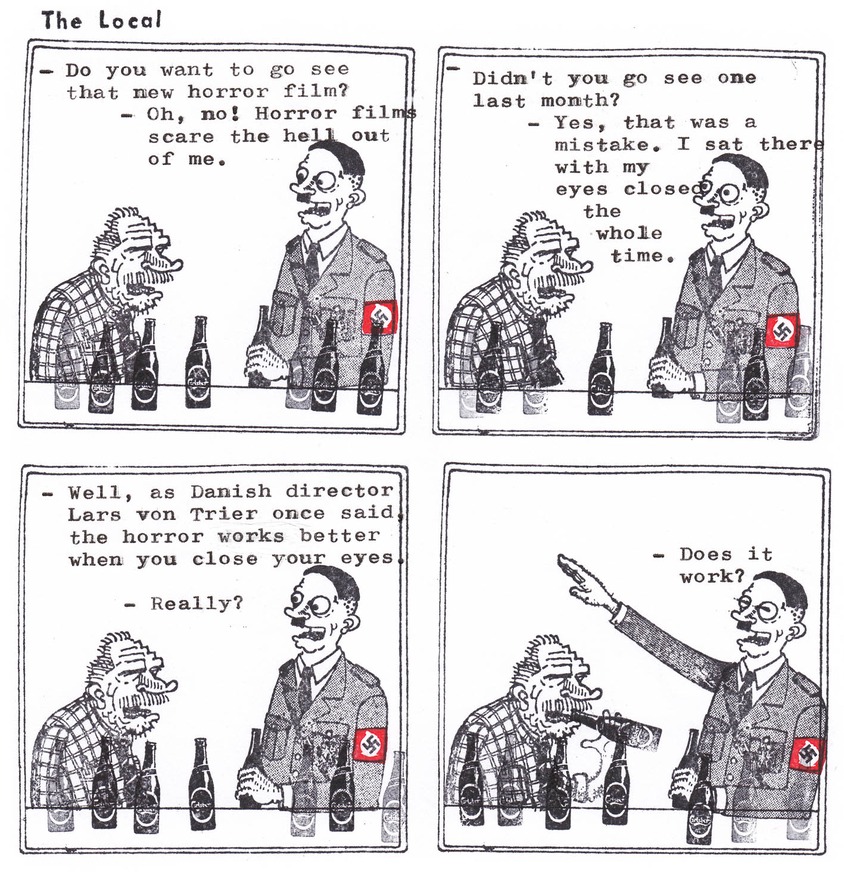 The Local
- Do you want to go see
that new horror film?
- Oh, no! Horror films
scare the hell out
of me.
- Didn't you go see one
last month?
- Yes, that was a
mistake. I sat there
with my
eyes closed
the
whole
time.
- Well, as Danish director
Lars von Trier once said,
the horror works better
when you close your eyes.
- Really?
- Does it
work?